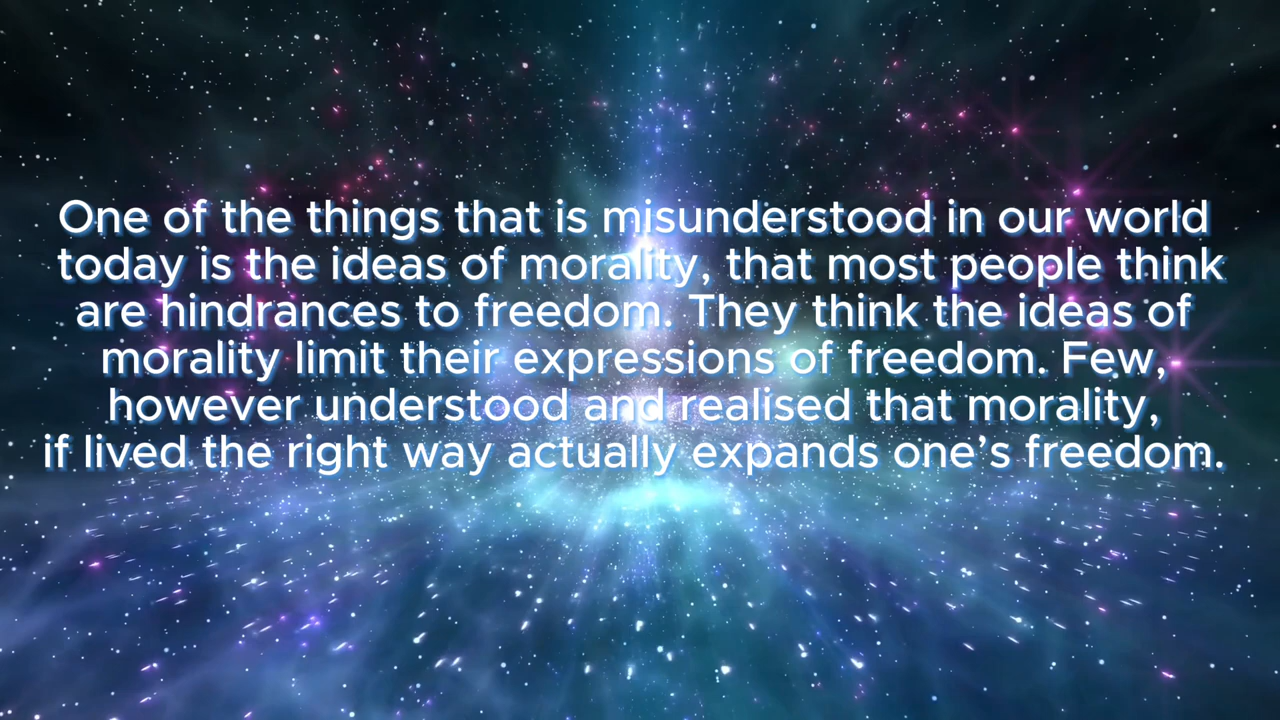 One of the things that is misunderstood in our world
today is the ideas of morality, that most people think
are hindrances to freedom. They think the ideas of
morality limit their expressions of freedom. Few,
however understood and realised that morality,
if lived the right way actually expands one’s freedom.